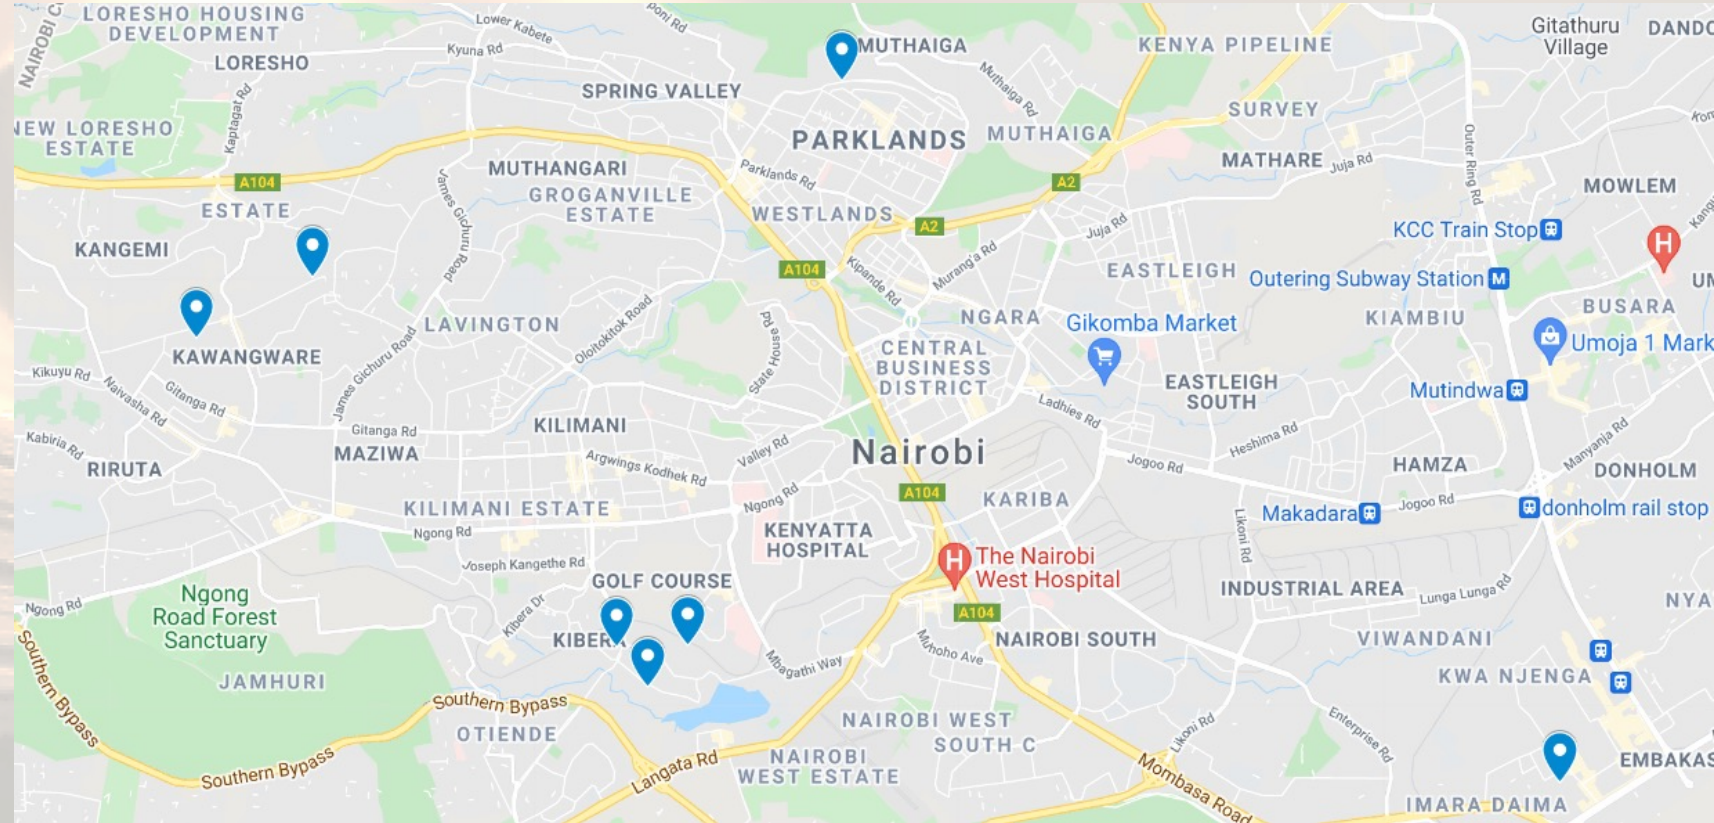 LORESHO HOUSING
DEVELOPMENT
Lower Kabete
MUTHAIGA
KENYA PIPELINE
Gitathuru
Village
Kyuna Rd
LORESHO
SPRING VALLEY
Muthaiga Rd
SURVEY
NEW LORESHO
ESTATE
Kaptagat Rd
PARKLANDS
MUTHAIGA
MATHARE
Juja Rd
Outer Ring Rd
MUTHANGARI
Parklands Rd
A104
A2
MOWLEM
GROGANVILLE
ESTATE
ESTATE
WESTLANDS
A2
Juja Rd
KCC Train Stop
KANGEMI
James Gichuru Road
A104
Kipande Rd
Murang'a Rd
EASTLEIGH
Outering Subway Station
BUSARA
LAVINGTON
Oloitokitok Road
State House Rd
NGARA
Gikomba Market
KIAMBIU
Umoja 1 Mark
KAWANGWARE
CENTRAL
BUSINESS
DISTRICT
Kikuyu Rd
Naivasha Rd
Gitanga Rd
James Gichuru Road
EASTLEIGH
SOUTH
Mutindwa
Ladhies Rd
KILIMANI
Gitanga Rd
Kabiria Rd
RIRUTA
MAZIWA
Valley Rd
Nairobi
Heshima Rd
Manyanja Rd
Argwings Kodhek Rd
Jogoo Rd
HAMZA
DONHOLM
A104
KARIBA
KILIMANI ESTATE
Ngong Rd
Ngong Rd
Makadara
Jogoo Rd
donholm rail stop
KENYATTA
HOSPITAL
Likoni Rd
Joseph Kangethe Rd
GOLF COURSE
The Nairobi
West Hospital
INDUSTRIAL AREA
Lunga Lunga Rd
Ngong
Road Forest
Sanctuary
Ngong Rd
Kibera Dr
A104
KIBERA
Muhoho Ave
NAIROBI SOUTH
VIWANDANI
Mbagathi Way
KWA NJENGA
JAMHURI
Southern Bypass
Southern Bypass
OTIENDE
NAIROBI WEST
SOUTH C
Likoni Rd
Enterprise Rd
Southern Bypass
Langata Rd
NAIROBI
WEST ESTATE
Mombasa Road
EMBAKAS
IMARA DAIMA